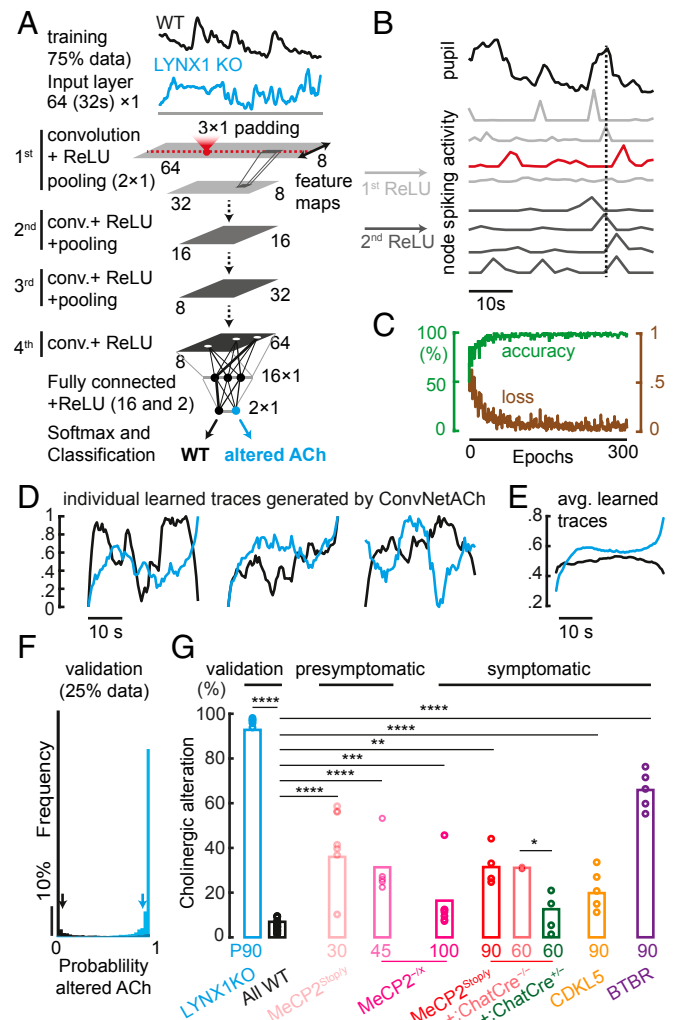 A
WT
training
75% data)
LYNX1 KO
Input layer
64 (32s) ×1
3×1 padding
1st
convolution
+ ReLU
pooling (2×1)
64
8
feature
maps
32
8
2nd
conv.+ ReLU
+pooling
16
16
3rd
conv.+ ReLU
+pooling
8
32
4th
conv.+ ReLU
64
8
Fully connected
+ReLU (16 and 2)
16×1
2×1
Softmax and
Classification
WT
altered ACh
B
pupil
node spiking activity
1st ReLU
2nd ReLU
10s
C
100
(%)
50
0
accuracy
loss
1
.5
0
0
300
Epochs
D
individual learned traces generated by ConvNetACh
1
.8
.6
.4
.2
0
10 s
E
avg. learned
traces
.8
.6
.4
.2
0
10 s
F
validation
(25% data)
10% Frequency
0
1
Probablility
altered ACh
G
validation
presymptomatic
symptomatic
(%)
Cholinergic alteration
100
80
60
40
20
0
****
****
****
**
***
****
****
*
P90
30
45
100
90
60
60
90
90
LYNX1KO
All WT
MeCP2Stop/y
MeCP2-/x
MeCP2Stop/y
+:ChatCre-/-
+:ChatCre+/-
CDKL5
BTBR